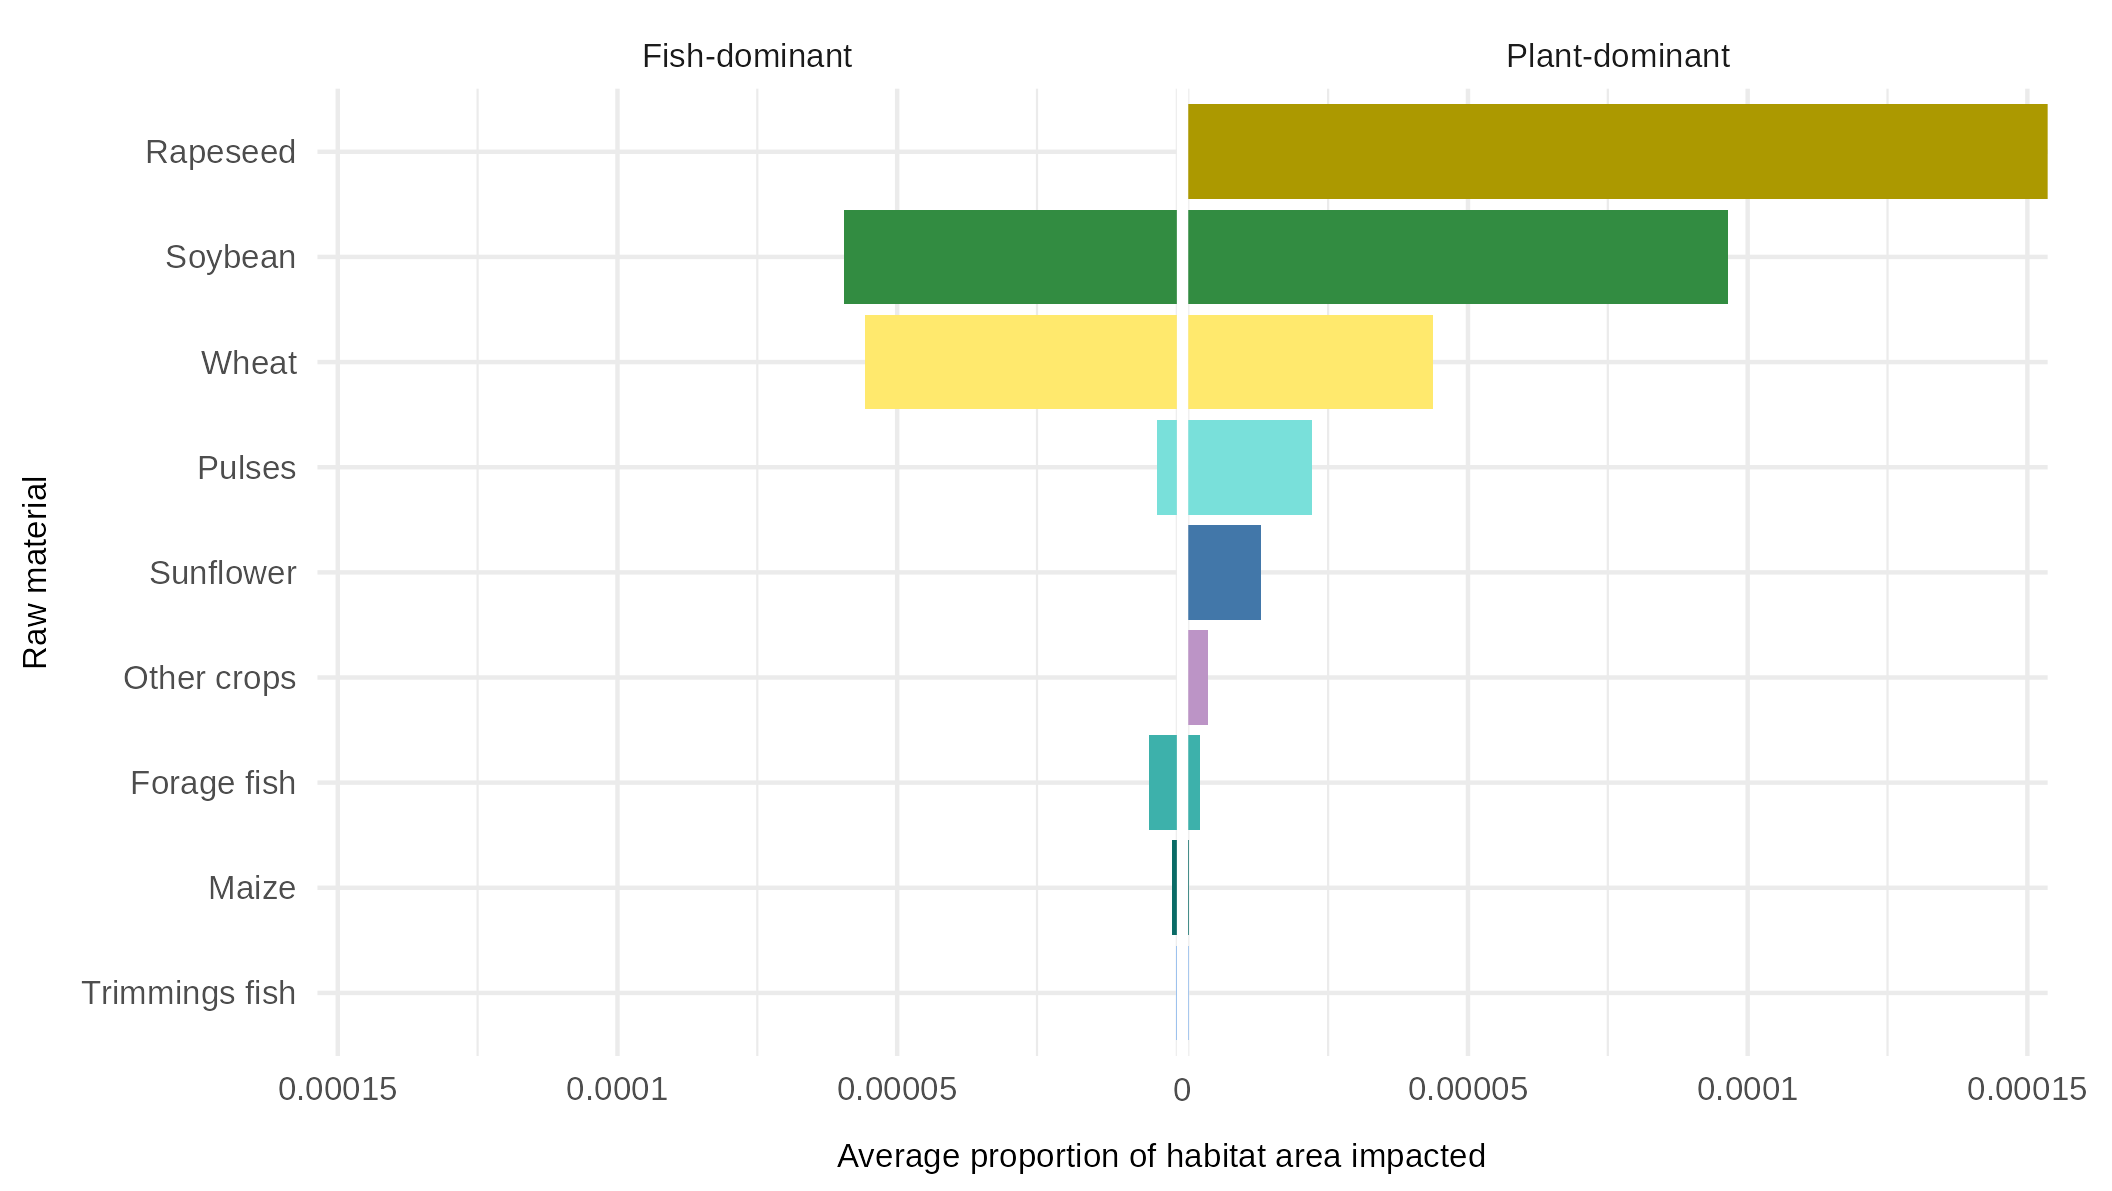 Fish-dominant
Plant-dominant
Rapeseed
Soybean
Wheat
Pulses
Sunflower
Other crops
Forage fish
Maize
Trimmings fish
Raw material
0.00015
0.0001
0.00005
0
0.00005
0.0001
0.00015
Average proportion of habitat area impacted